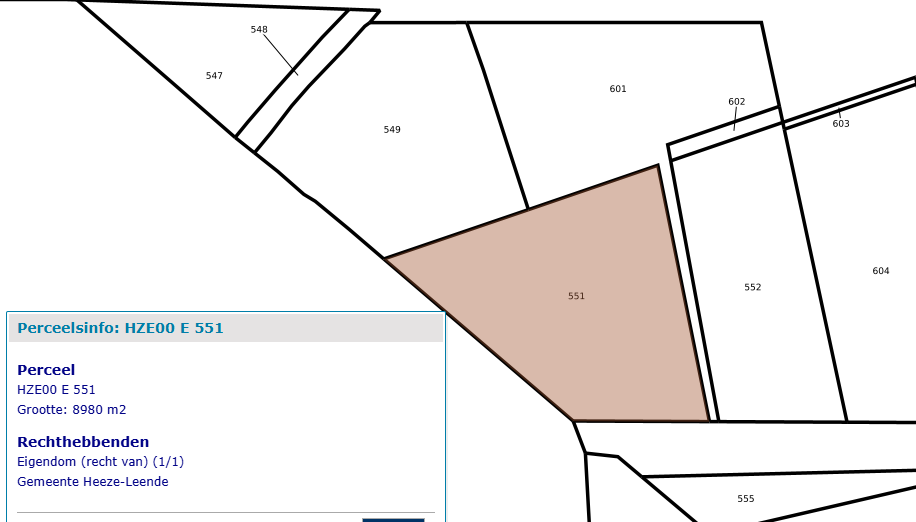 548
547
549
601
602
603
604
551
552
Perceelsinfo: HZE00 E 551
Perceel
HZE00 E 551
Grootte: 8980 m2
Rechthebbenden
Eigendom (recht van) (1/1)
Gemeente Heeze-Leende
555